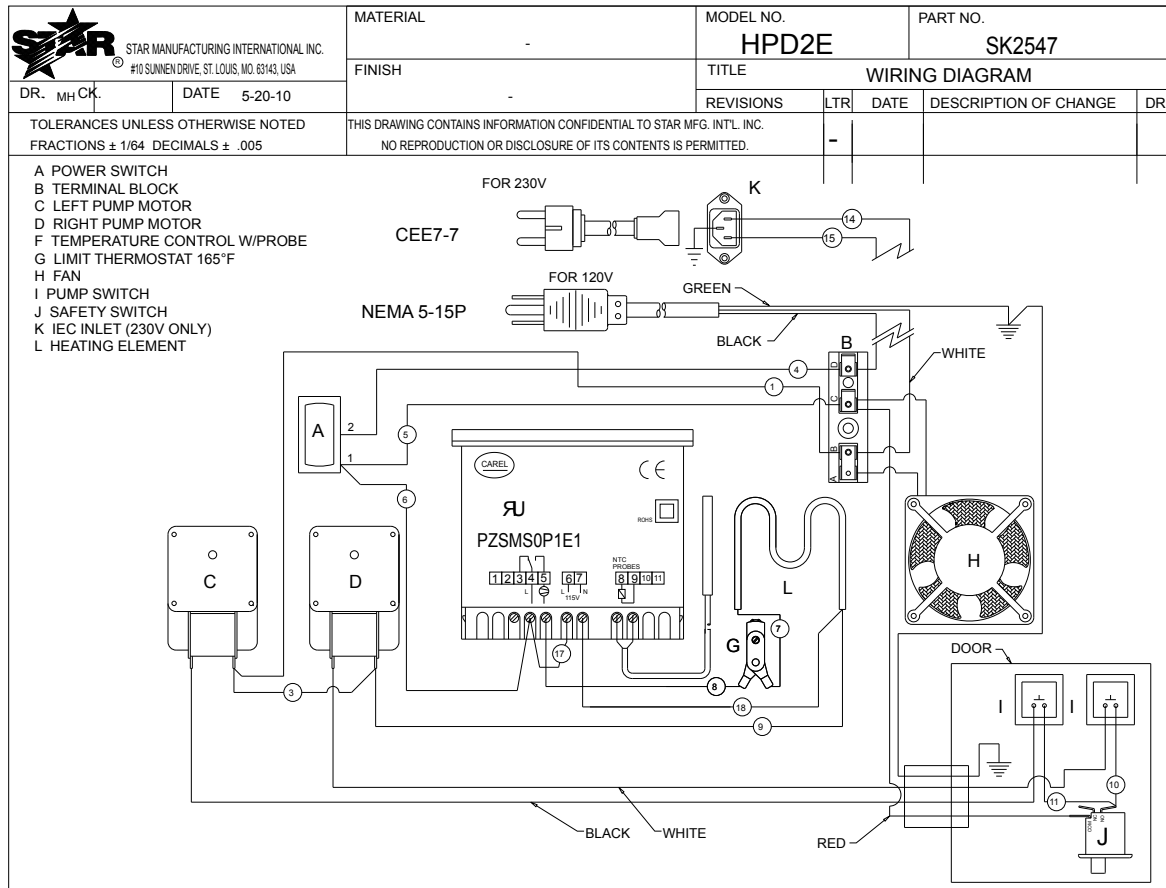 STAR
®
STAR MANUFACTURING INTERNATIONAL INC.
#10 SUNNEN DRIVE, ST. LOUIS, MO. 63143, USA
MATERIAL
-
FINISH
-
MODEL NO.
HPD2E
PART NO.
SK2547
TITLE
WIRING DIAGRAM
DR. MH CK. DATE 5-20-10
REVISIONS LTR DATE DESCRIPTION OF CHANGE DR
-
TOLERANCES UNLESS OTHERWISE NOTED
FRACTIONS ± 1/64 DECIMALS ± .005
THIS DRAWING CONTAINS INFORMATION CONFIDENTIAL TO STAR MFG. INT'L. INC.
NO REPRODUCTION OR DISCLOSURE OF ITS CONTENTS IS PERMITTED.
A POWER SWITCH
B TERMINAL BLOCK
C LEFT PUMP MOTOR
D RIGHT PUMP MOTOR
F TEMPERATURE CONTROL W/PROBE
G LIMIT THERMOSTAT 165°F
H FAN
I PUMP SWITCH
J SAFETY SWITCH
K IEC INLET (230V ONLY)
L HEATING ELEMENT
FOR 230V
CEE7-7
K
14
15
FOR 120V
NEMA 5-15P
GREEN
BLACK
WHITE
B
D
C
B
A
4
1
5
6
A
2
1
CAREL
CE
RU
ROHS
PZSMS0P1E1
NTC
PROBES
1 2 3 4 5 6 7 8 9 10 11
L
L N
115V
C
D
L
H
G
7
17
8
18
3
9
DOOR
I
I
10
11
COM
NC
NO
J
BLACK
WHITE
RED